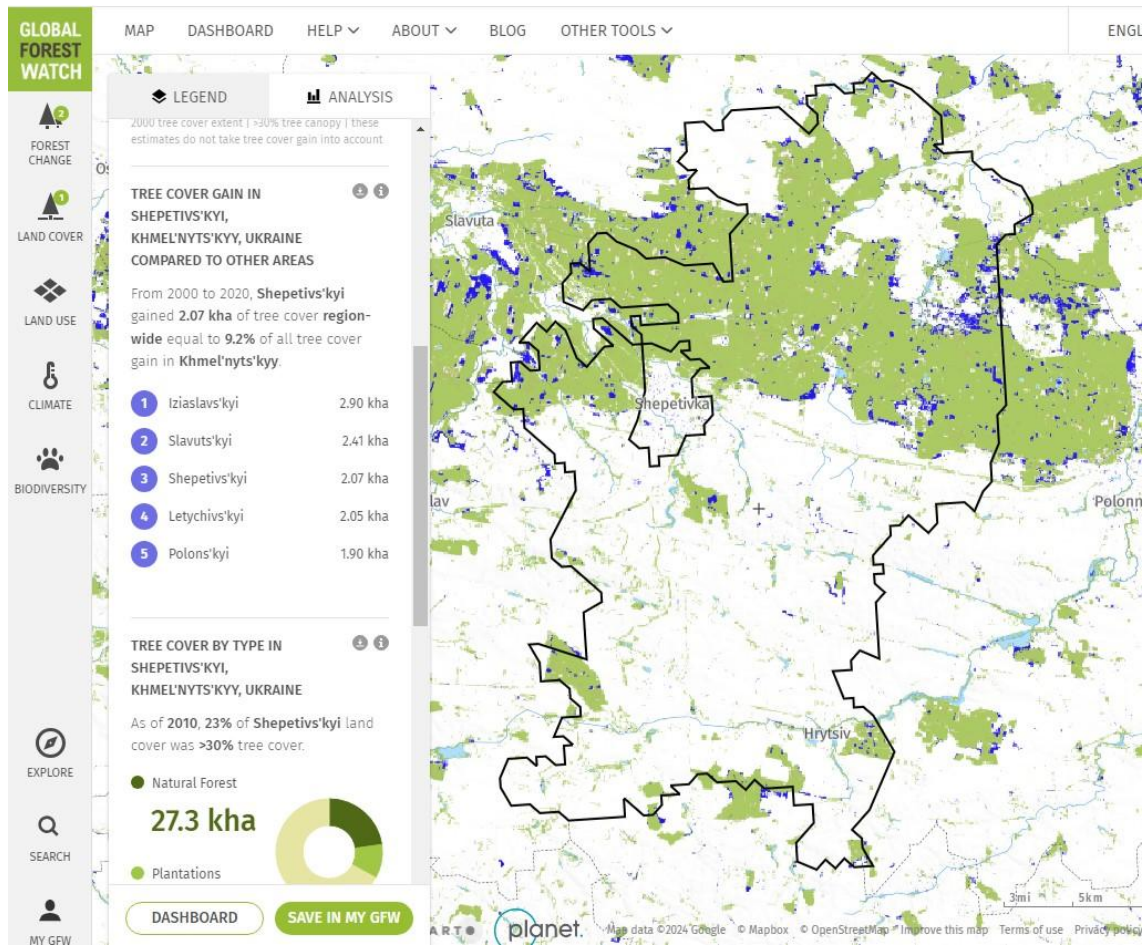 GLOBAL
FOREST
WATCH
MAP
DASHBOARD
HELP
ABOUT
BLOG
OTHER TOOLS
ENGL
2
FOREST
CHANGE
1
LAND COVER
LAND USE
CLIMATE
BIODIVERSITY
EXPLORE
SEARCH
MY GFW
LEGEND
ANALYSIS
2000 tree cover extent | >30% tree canopy | these
estimates do not take tree cover gain into account
TREE COVER GAIN IN
SHEPETIVS'KYI,
KHMEL'NYTS'KYY, UKRAINE
COMPARED TO OTHER AREAS
From 2000 to 2020, Shepetivs'kyi
gained 2.07 kha of tree cover region-
wide equal to 9.2% of all tree cover
gain in Khmel'nyts'kyy.
1 Iziaslavs'kyi 2.90 kha
2 Slavuts'kyi 2.41 kha
3 Shepetivs'kyi 2.07 kha
4 Letychivs'kyi 2.05 kha
5 Polons'kyi 1.90 kha
TREE COVER BY TYPE IN
SHEPETIVS'KYI,
KHMEL'NYTS'KYY, UKRAINE
As of 2010, 23% of Shepetivs'kyi land
cover was >30% tree cover.
Natural Forest
27.3 kha
Plantations
DASHBOARD
SAVE IN MY GFW
Slavuta
Shepetivka
lav
Polonn
Hrytsiv
3mi
5km
ARTO
planet.
Map data ©2024 Google © Mapbox © OpenStreetMap Improve this map Terms of use Privacy policy